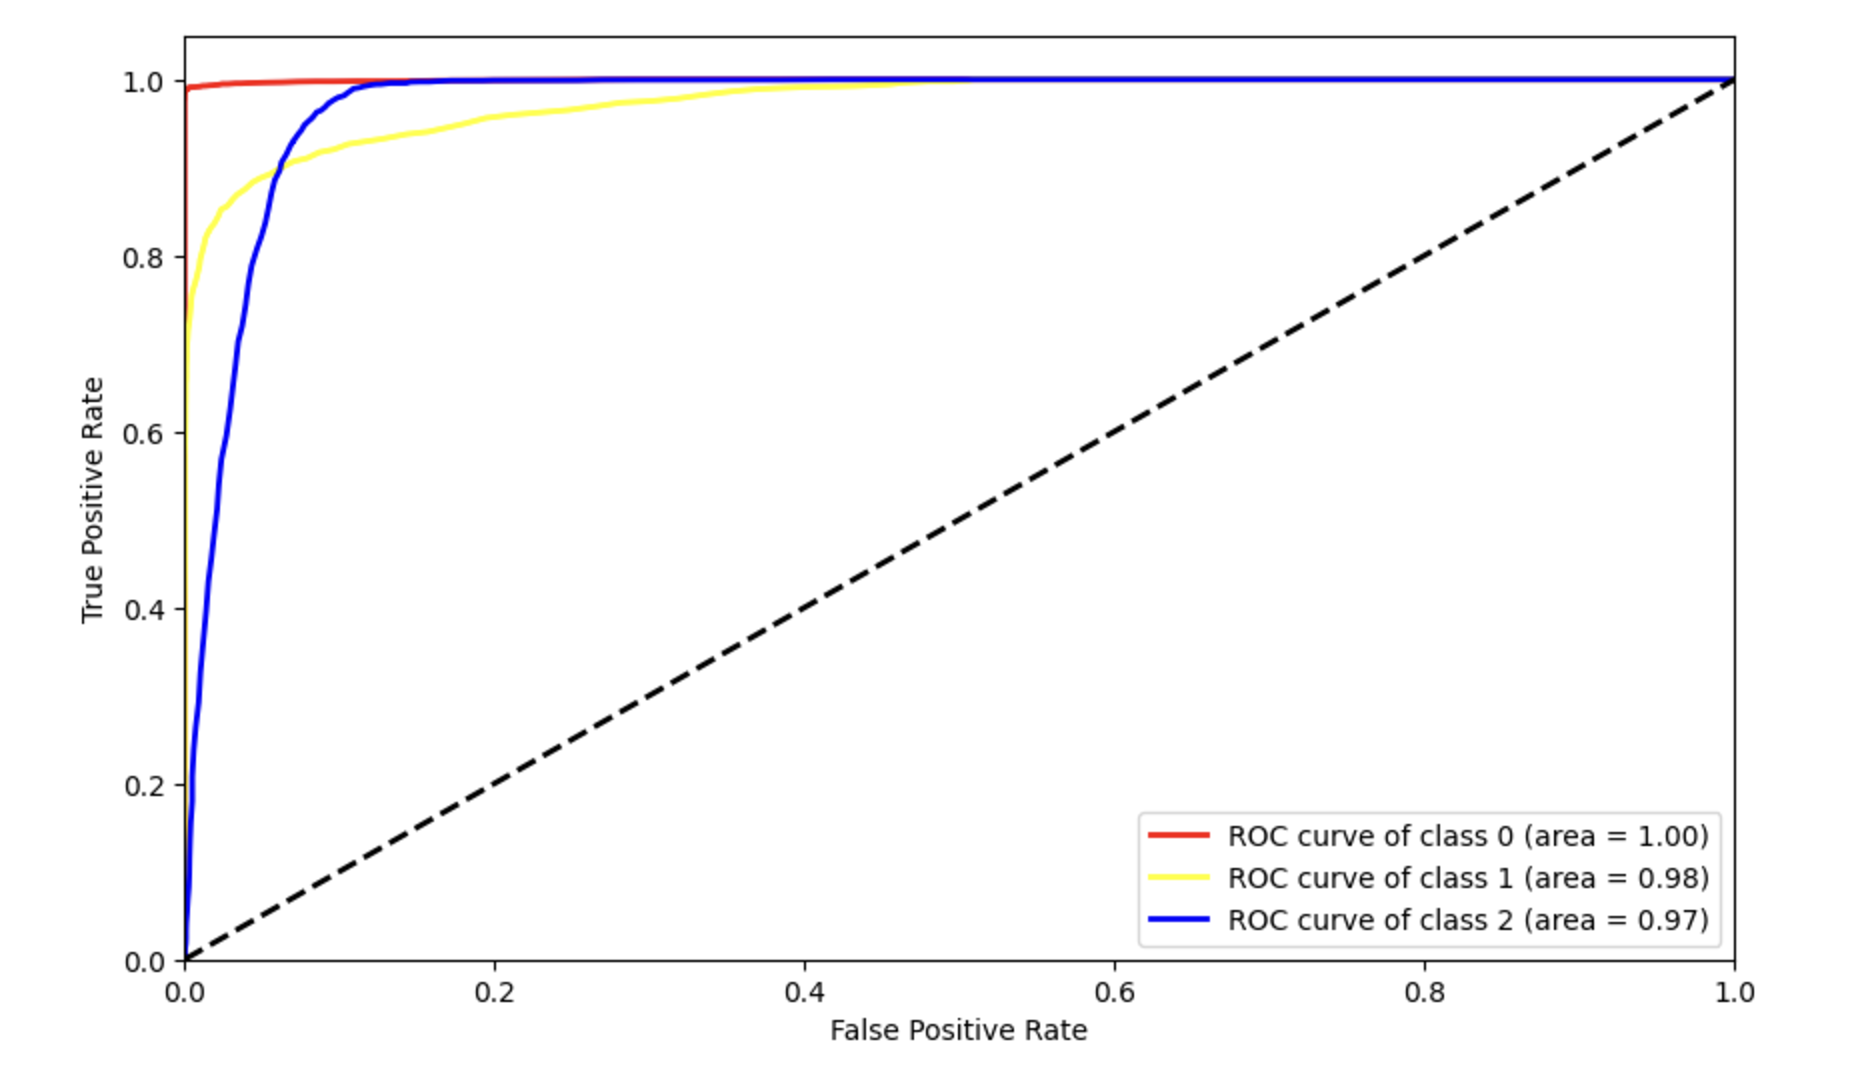 1.0
0.8
0.6
0.4
0.2
0.0
True Positive Rate
0.0 0.2 0.4 0.6 0.8 1.0
False Positive Rate
ROC curve of class 0 (area = 1.00)
ROC curve of class 1 (area = 0.98)
ROC curve of class 2 (area = 0.97)